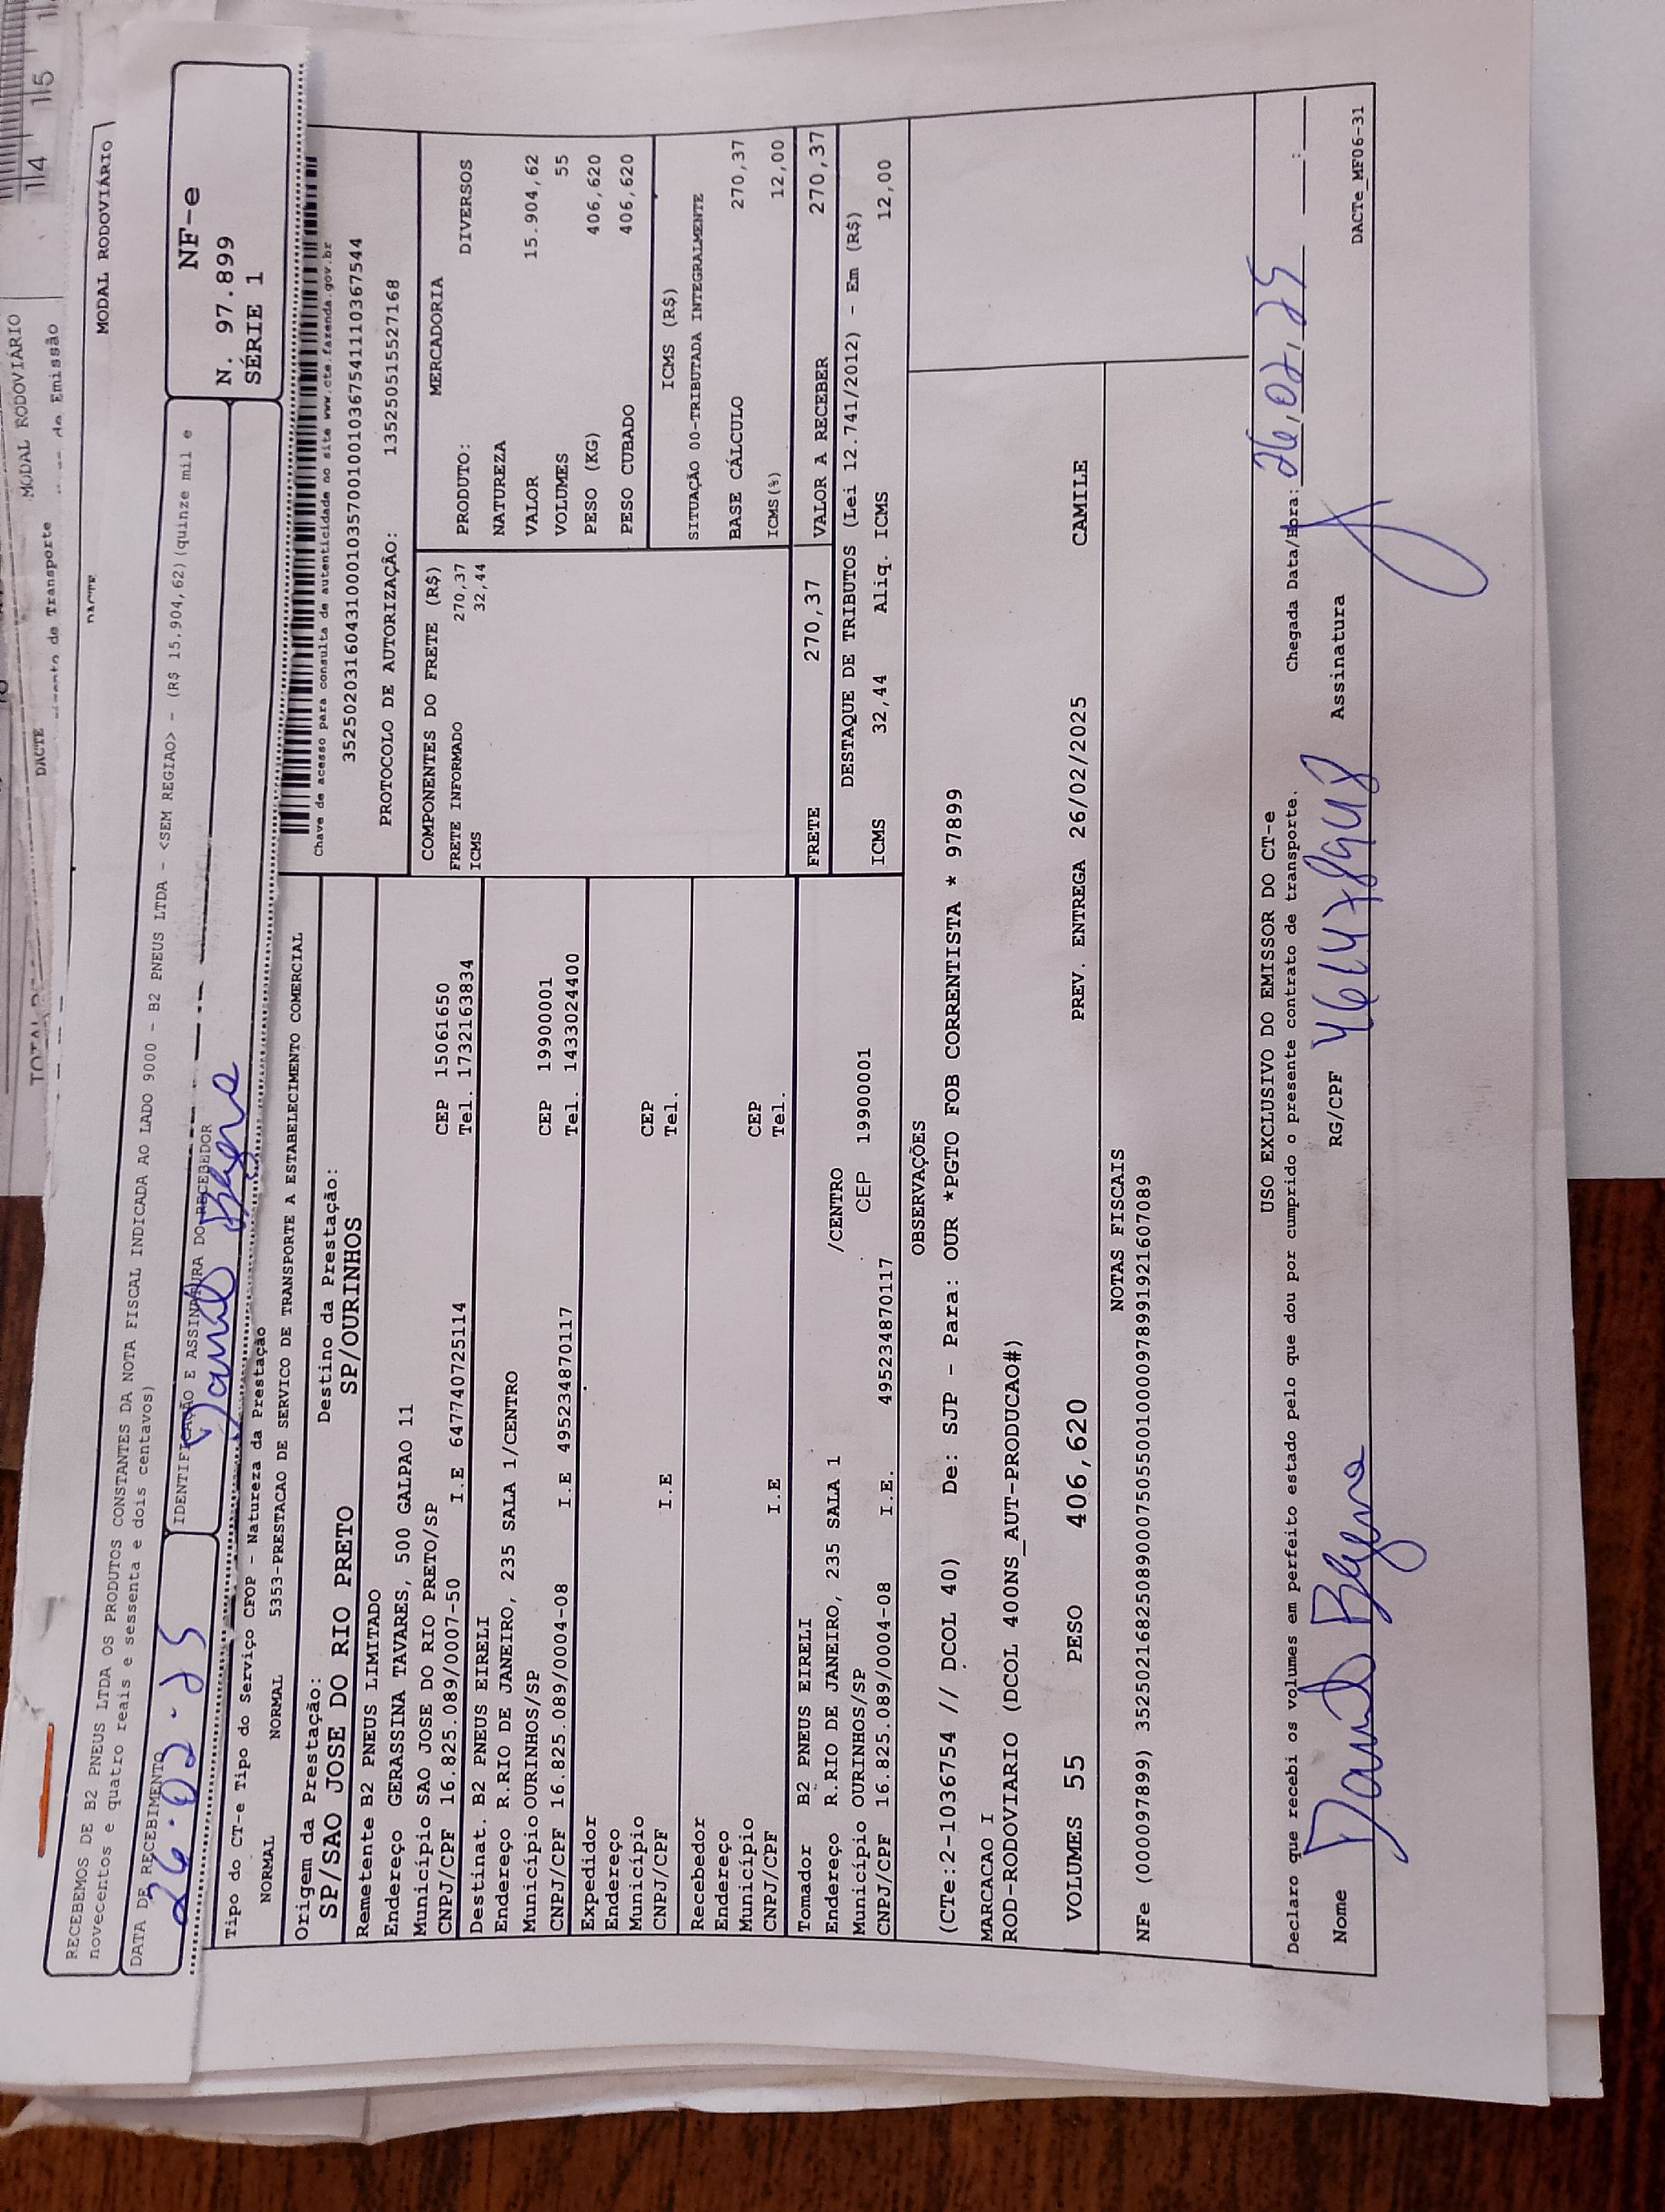 14 15
MODAL RODOVIÁRIO
DACTE
de Transporte
da Emissão
MODAL RODOVIÁRIO
RECEBEMOS DE B2 PNEUS LTDA OS PRODUTOS CONSTANTES DA NOTA FISCAL INDICADA AO LADO 9000 - B2 PNEUS LTDA - <SEM REGIAO> - (R$ 15.904,62)(quinze mil e
novecentos e quatro reais e sessenta e dois centavos)
DATA DE RECEBIMENTO
26.02.25
IDENTIFICAÇÃO E ASSINATURA DO RECEBEDOR
NF-e
N. 97.899
SÉRIE 1
Tipo do CT-e Tipo do Serviço CFOP - Natureza da Prestação
NORMAL NORMAL 5353-PRESTACAO DE SERVICO DE TRANSPORTE A ESTABELECIMENTO COMERCIAL
Chave de acesso para consulta de autenticidade no site www.cte.fazenda.gov.br
35250203160431000103570010010367541110367544
PROTOCOLO DE AUTORIZAÇÃO: 135250515527168
Origem da Prestação: Destino da Prestação:
SP/SAO JOSE DO RIO PRETO SP/OURINHOS
Remetente B2 PNEUS LIMITADO
Endereço GERASSINA TAVARES, 500 GALPAO 11
Município SAO JOSE DO RIO PRETO/SP CEP 15061650
CNPJ/CPF 16.825.089/0007-50 I.E 647740725114 Tel. 1732163834
Destinat. B2 PNEUS EIRELI
Endereço R.RIO DE JANEIRO, 235 SALA 1/CENTRO
Município OURINHOS/SP CEP 19900001
CNPJ/CPF 16.825.089/0004-08 I.E 495234870117 Tel. 1433024400
Expedidor
Endereço
Município CEP
CNPJ/CPF I.E Tel.
Recebedor
Endereço
Município CEP
CNPJ/CPF I.E Tel.
Tomador B2 PNEUS EIRELI
Endereço R.RIO DE JANEIRO, 235 SALA 1 /CENTRO
Município OURINHOS/SP CEP 19900001
CNPJ/CPF 16.825.089/0004-08 I.E. 495234870117
COMPONENTES DO FRETE (R$)
FRETE INFORMADO 270,37
ICMS 32,44
MERCADORIA
PRODUTO: DIVERSOS
NATUREZA
VALOR 15.904,62
VOLUMES 55
PESO (KG) 406,620
PESO CUBADO 406,620
ICMS (R$)
SITUAÇÃO 00-TRIBUTADA INTEGRALMENTE
BASE CÁLCULO 270,37
ICMS(%) 12,00
FRETE 270,37 VALOR A RECEBER 270,37
DESTAQUE DE TRIBUTOS (Lei 12.741/2012) - Em (R$)
ICMS 32,44 Aliq. ICMS 12,00
OBSERVAÇÕES
(CTe:2-1036754 // DCOL 40) De: SJP - Para: OUR *PGTO FOB CORRENTISTA * 97899
MARCACAO I
ROD-RODOVIARIO (DCOL 400NS_AUT-PRODUCAO#)
VOLUMES 55 PESO 406,620 PREV. ENTREGA 26/02/2025 CAMILE
NOTAS FISCAIS
NFe (000097899) 35250216825089000750550010000978991921607089
USO EXCLUSIVO DO EMISSOR DO CT-e
Declaro que recebi os volumes em perfeito estado pelo que dou por cumprido o presente contrato de transporte. Chegada Data/Hora: 26,02,25 :
Nome RG/CPF Assinatura
DACTe_MF06-31